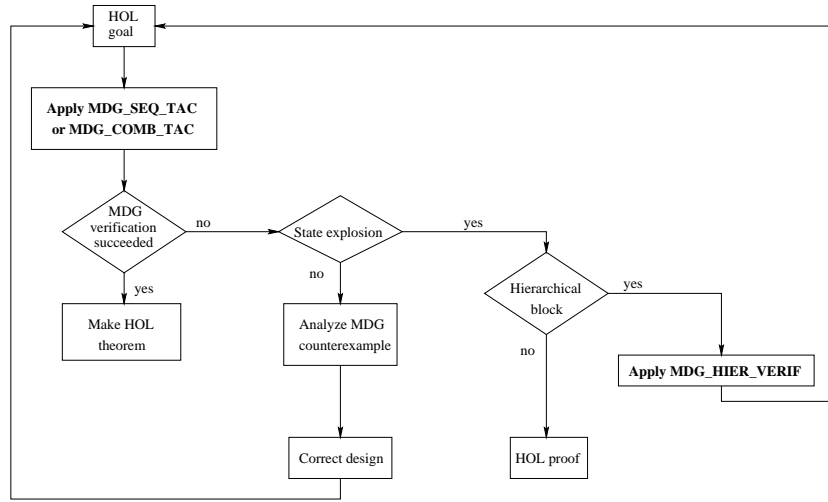 HOL
goal
Apply MDG_SEQ_TAC
or MDG_COMB_TAC
MDG
verification
succeeded
no
State explosion
yes
yes
no
Hierarchical
block
yes
Make HOL
theorem
Analyze MDG
counterexample
no
Apply MDG_HIER_VERIF
Correct design
HOL proof